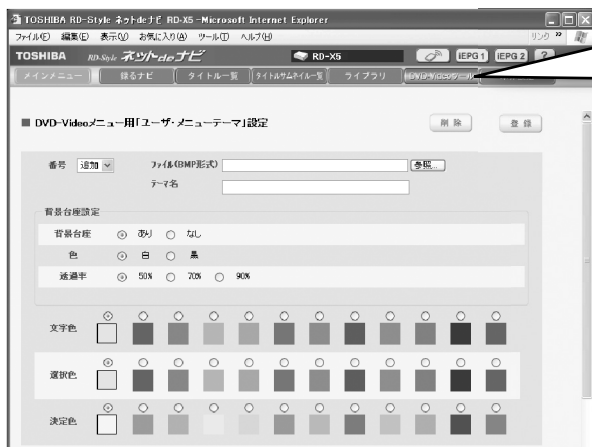 TOSHIBA RD-Style ネットdeナビ RD-X5 -Microsoft Internet Explorer
ファイル(F) 編集(E) 表示(V) お気に入り(A) ツール(T) ヘルプ(H)
リンク »
TOSHIBA RD-Style ネットdeナビ RD-X5 iEPG 1 iEPG 2 ?
メインメニュー 録るナビ タイトル一覧 タイトルサムネイル一覧 ライブラリ DVD-Videoツール
■ DVD-Videoメニュー用「ユーザ・メニューテーマ」設定 削除 登録
番号 追加 ファイル(BMP形式) 参照...
テーマ名
背景台座設定
背景台座 あり なし
色 白 黒
透過率 50% 70% 90%
文字色
選択色
決定色